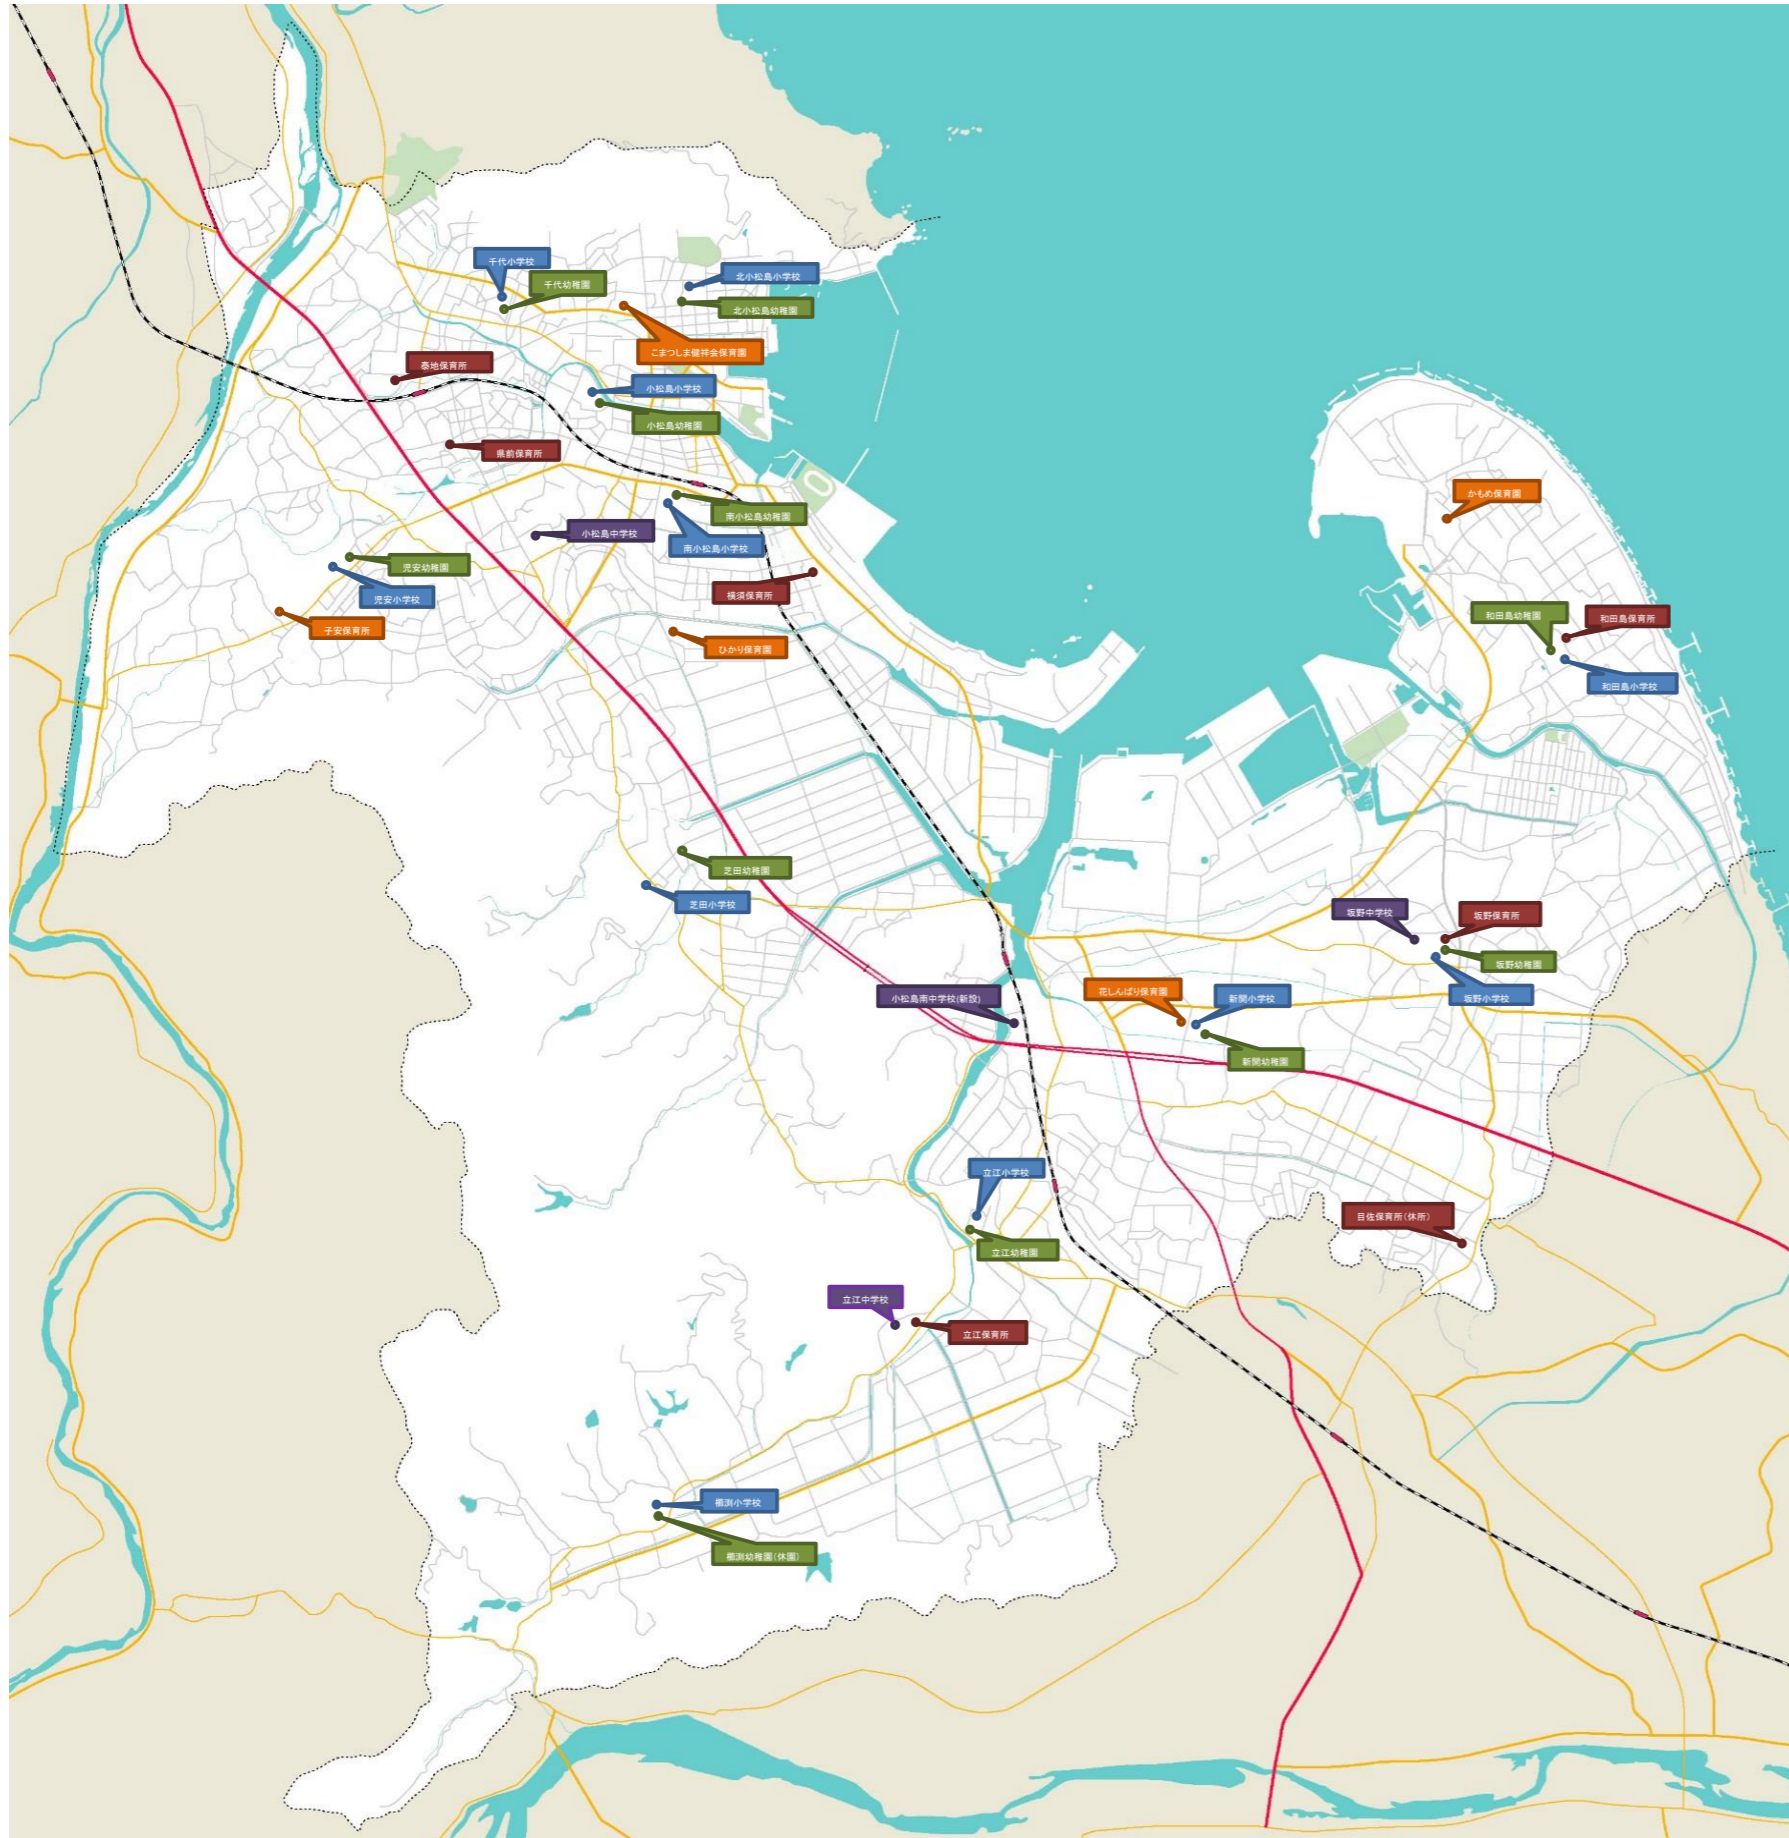 千代小学校
北小松島小学校
千代幼稚園
北小松島幼稚園
こまつしま健祥会保育園
泰地保育所
小松島小学校
小松島幼稚園
県前保育所
かもめ保育園
南小松島幼稚園
小松島中学校
南小松島小学校
児安幼稚園
横須保育所
児安小学校
和田島幼稚園
和田島保育所
子安保育所
ひかり保育園
和田島小学校
芝田幼稚園
芝田小学校
坂野中学校
坂野保育所
坂野幼稚園
花しんばり保育園
小松島南中学校(新設)
新開小学校
坂野小学校
新開幼稚園
立江小学校
目佐保育所(休所)
立江幼稚園
立江中学校
立江保育所
櫛渕小学校
櫛渕幼稚園(休園)